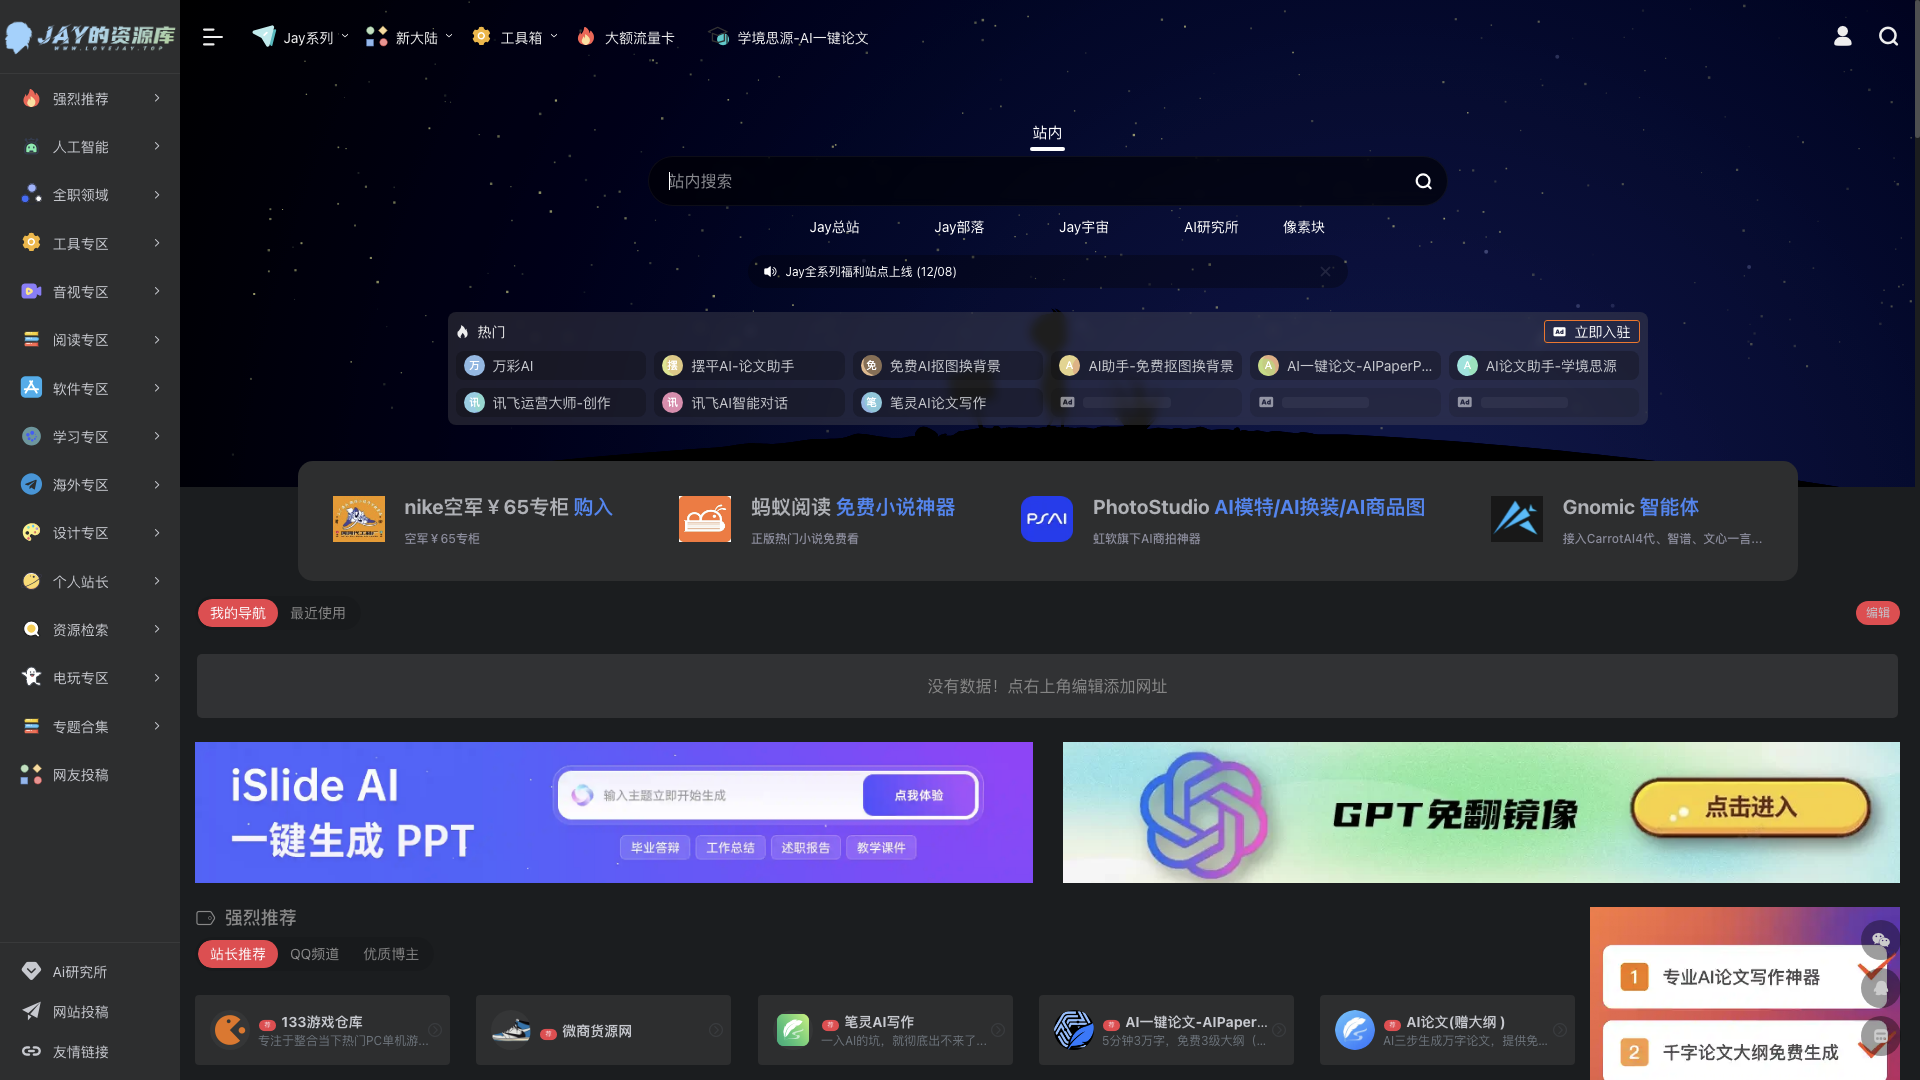 JAY的资源库
WWW.LOVEJAY.TOP
Jay系列
新大陆
工具箱
大额流量卡
学境思源-AI一键论文
强烈推荐
人工智能
全职领域
工具专区
音视专区
阅读专区
软件专区
学习专区
海外专区
设计专区
个人站长
资源检索
电玩专区
专题合集
网友投稿
Ai研究所
网站投稿
友情链接
站内
站内搜索
Jay总站 Jay部落 Jay宇宙 AI研究所 像素块
Jay全系列福利站点上线 (12/08)
热门
Ad 立即入驻
万 万彩AI
摆 摆平AI-论文助手
免 免费AI抠图换背景
A AI助手-免费抠图换背景
A AI一键论文-AIPaperP...
A AI论文助手-学境思源
讯 讯飞运营大师-创作
讯 讯飞AI智能对话
笔 笔灵AI论文写作
Ad
Ad
Ad
nike空军￥65专柜 购入
空军￥65专柜
蚂蚁阅读 免费小说神器
正版热门小说免费看
PSAI
PhotoStudio AI模特/AI换装/AI商品图
虹软旗下AI商拍神器
Gnomic 智能体
接入CarrotAI4代、智谱、文心一言...
我的导航 最近使用
编辑
没有数据！点右上角编辑添加网址
iSlide AI
一键生成 PPT
输入主题立即开始生成
点我体验
毕业答辩 工作总结 述职报告 教学课件
GPT免翻镜像
点击进入
强烈推荐
站长推荐 QQ频道 优质博主
荐 133游戏仓库
专注于整合当下热门PC单机游...
荐 微商货源网
荐 笔灵AI写作
一入AI的坑，就彻底出不来了...
荐 AI一键论文-AIPaper...
5分钟3万字，免费3级大纲（...
荐 AI论文(赠大纲 )
AI三步生成万字论文，提供免...
1 专业AI论文写作神器
2 千字论文大纲免费生成